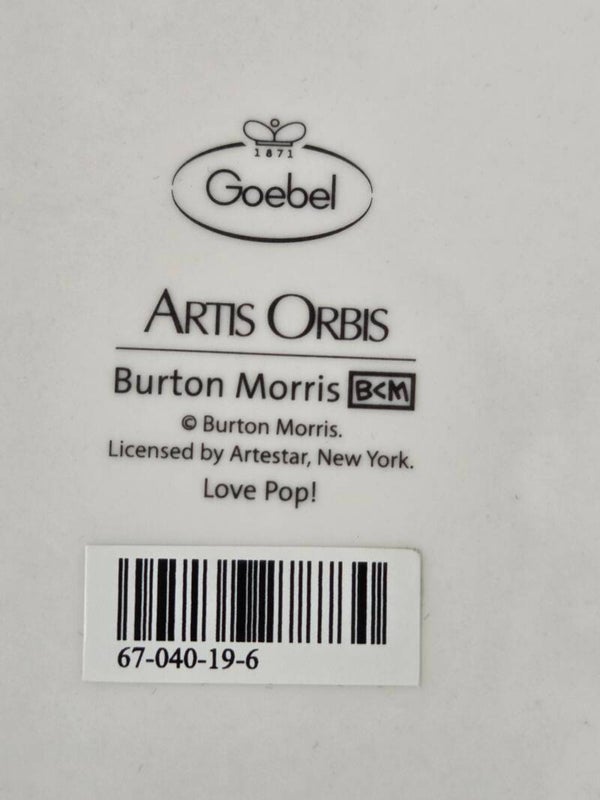 1871
Goebel
ARTIS ORBIS
Burton Morris B<M
© Burton Morris.
Licensed by Artestar, New York.
Love Pop!
67-040-19-6